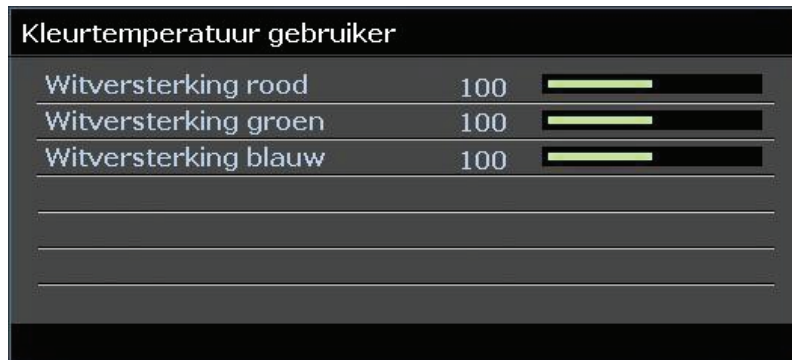 Kleurtemperatuur gebruiker
Witversterking rood 100
Witversterking groen 100
Witversterking blauw 100